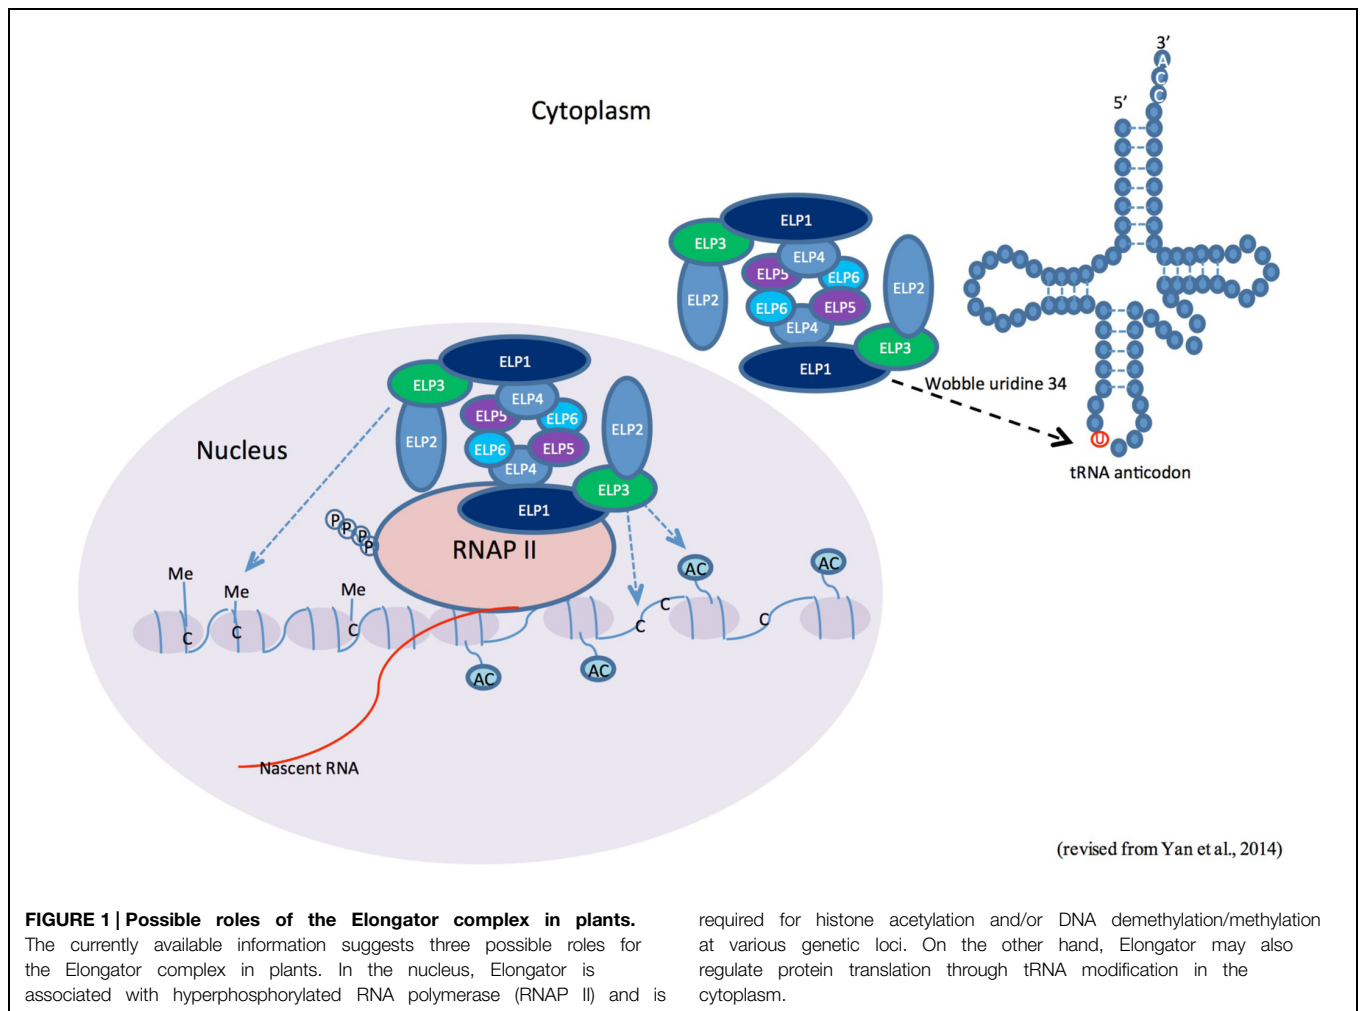 Cytoplasm
3'
A
C
C
5'
ELP1
ELP3
ELP4
ELP5
ELP6
ELP2
ELP2
ELP6
ELP5
ELP4
ELP3
ELP1
Wobble uridine 34
U
tRNA anticodon
Nucleus
ELP1
ELP3
ELP4
ELP5
ELP6
ELP2
ELP2
ELP6
ELP5
ELP4
ELP3
ELP1
P
P
P
P
RNAP II
Me
Me
Me
AC
AC
C
C
C
C
C
C
AC
AC
Nascent RNA
(revised from Yan et al., 2014)
FIGURE 1 | Possible roles of the Elongator complex in plants.
The currently available information suggests three possible roles for
the Elongator complex in plants. In the nucleus, Elongator is
associated with hyperphosphorylated RNA polymerase (RNAP II) and is
required for histone acetylation and/or DNA demethylation/methylation
at various genetic loci. On the other hand, Elongator may also
regulate protein translation through tRNA modification in the
cytoplasm.